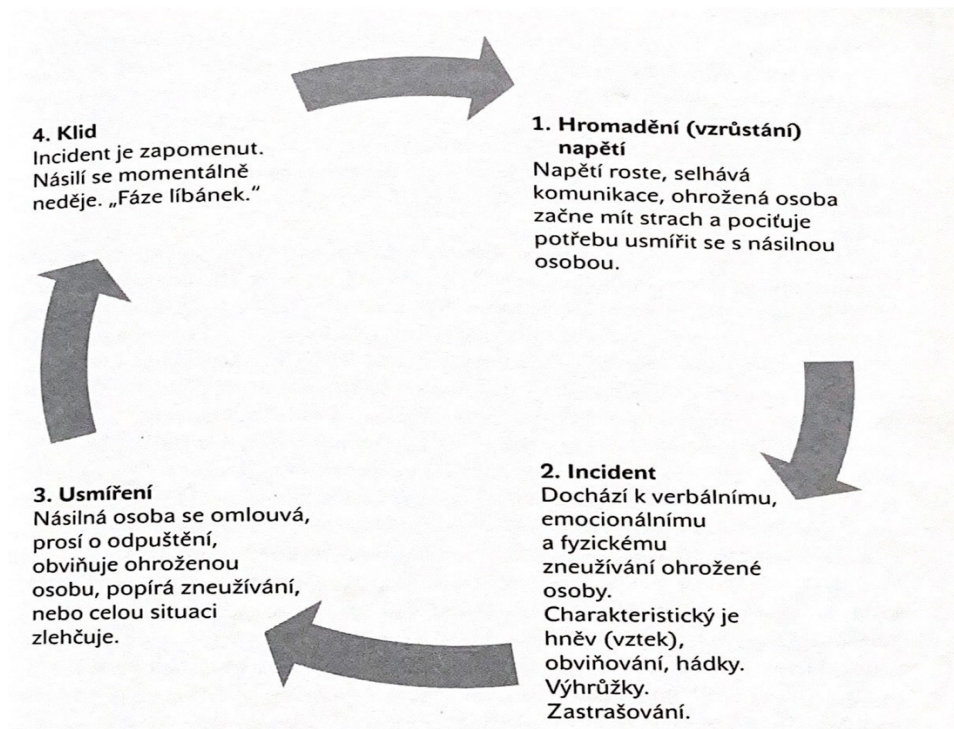 4. Klid
Incident je zapomenut.
Násilí se momentálně
neděje. „Fáze líbánek.“
1. Hromadění (vzrůstání)
napětí
Napětí roste, selhává
komunikace, ohrožená osoba
začne mít strach a pociťuje
potřebu usmířit se s násilnou
osobou.
2. Incident
Dochází k verbálnímu,
emocionálnímu
a fyzickému
zneužívání ohrožené
osoby.
Charakteristický je
hněv (vztek),
obviňování, hádky.
Výhrůžky.
Zastrašování.
3. Usmíření
Násilná osoba se omlouvá,
prosí o odpuštění,
obviňuje ohroženou
osobu, popírá zneužívání,
nebo celou situaci
zlehčuje.